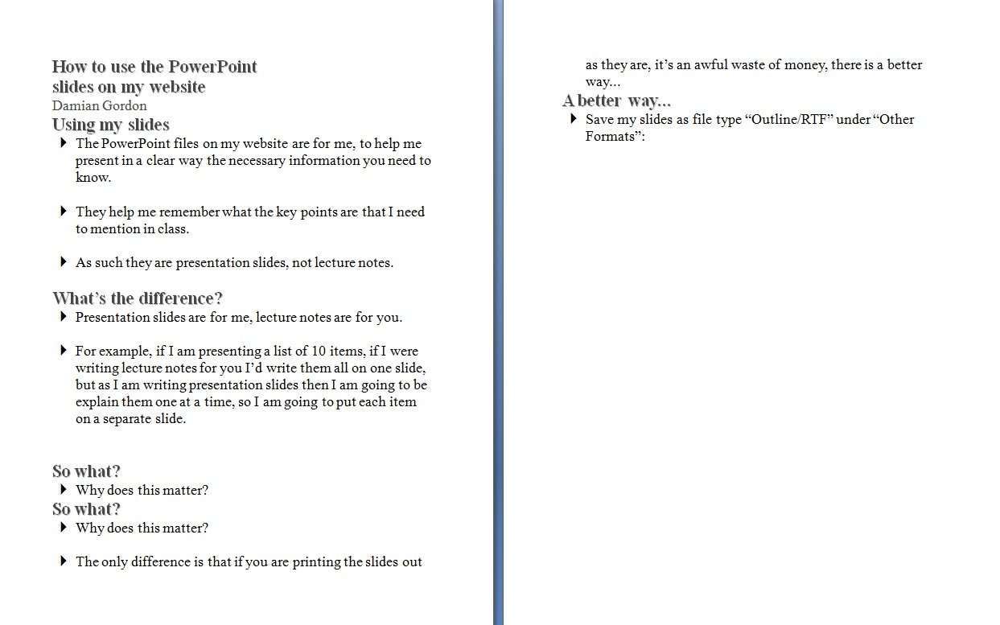 How to use the PowerPoint
slides on my website
Damian Gordon
Using my slides
The PowerPoint files on my website are for me, to help me
present in a clear way the necessary information you need to
know.
They help me remember what the key points are that I need
to mention in class.
As such they are presentation slides, not lecture notes.
What's the difference?
Presentation slides are for me, lecture notes are for you.
For example, if I am presenting a list of 10 items, if I were
writing lecture notes for you I'd write them all on one slide,
but as I am writing presentation slides then I am going to be
explain them one at a time, so I am going to put each item
on a separate slide.
So what?
Why does this matter?
So what?
Why does this matter?
The only difference is that if you are printing the slides out
as they are, it's an awful waste of money, there is a better
way...
A better way...
Save my slides as file type “Outline/RTF” under “Other
Formats”: